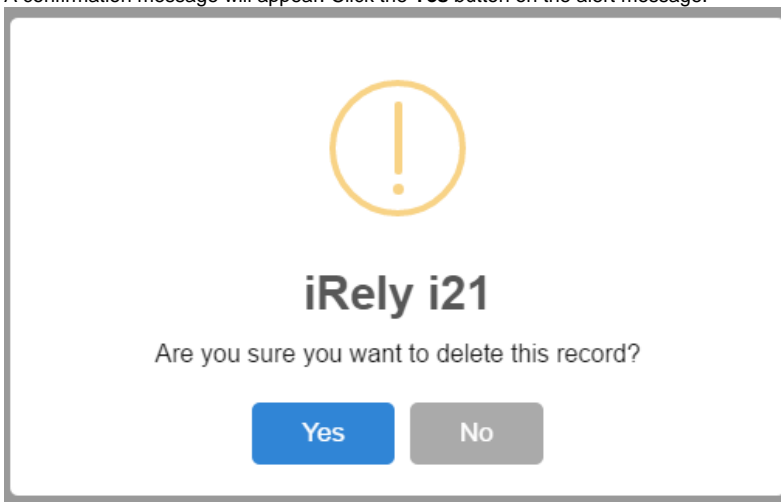 A confirmation message will appear. Click the Yes button on the alert message.
iRely i21
Are you sure you want to delete this record?
Yes
No